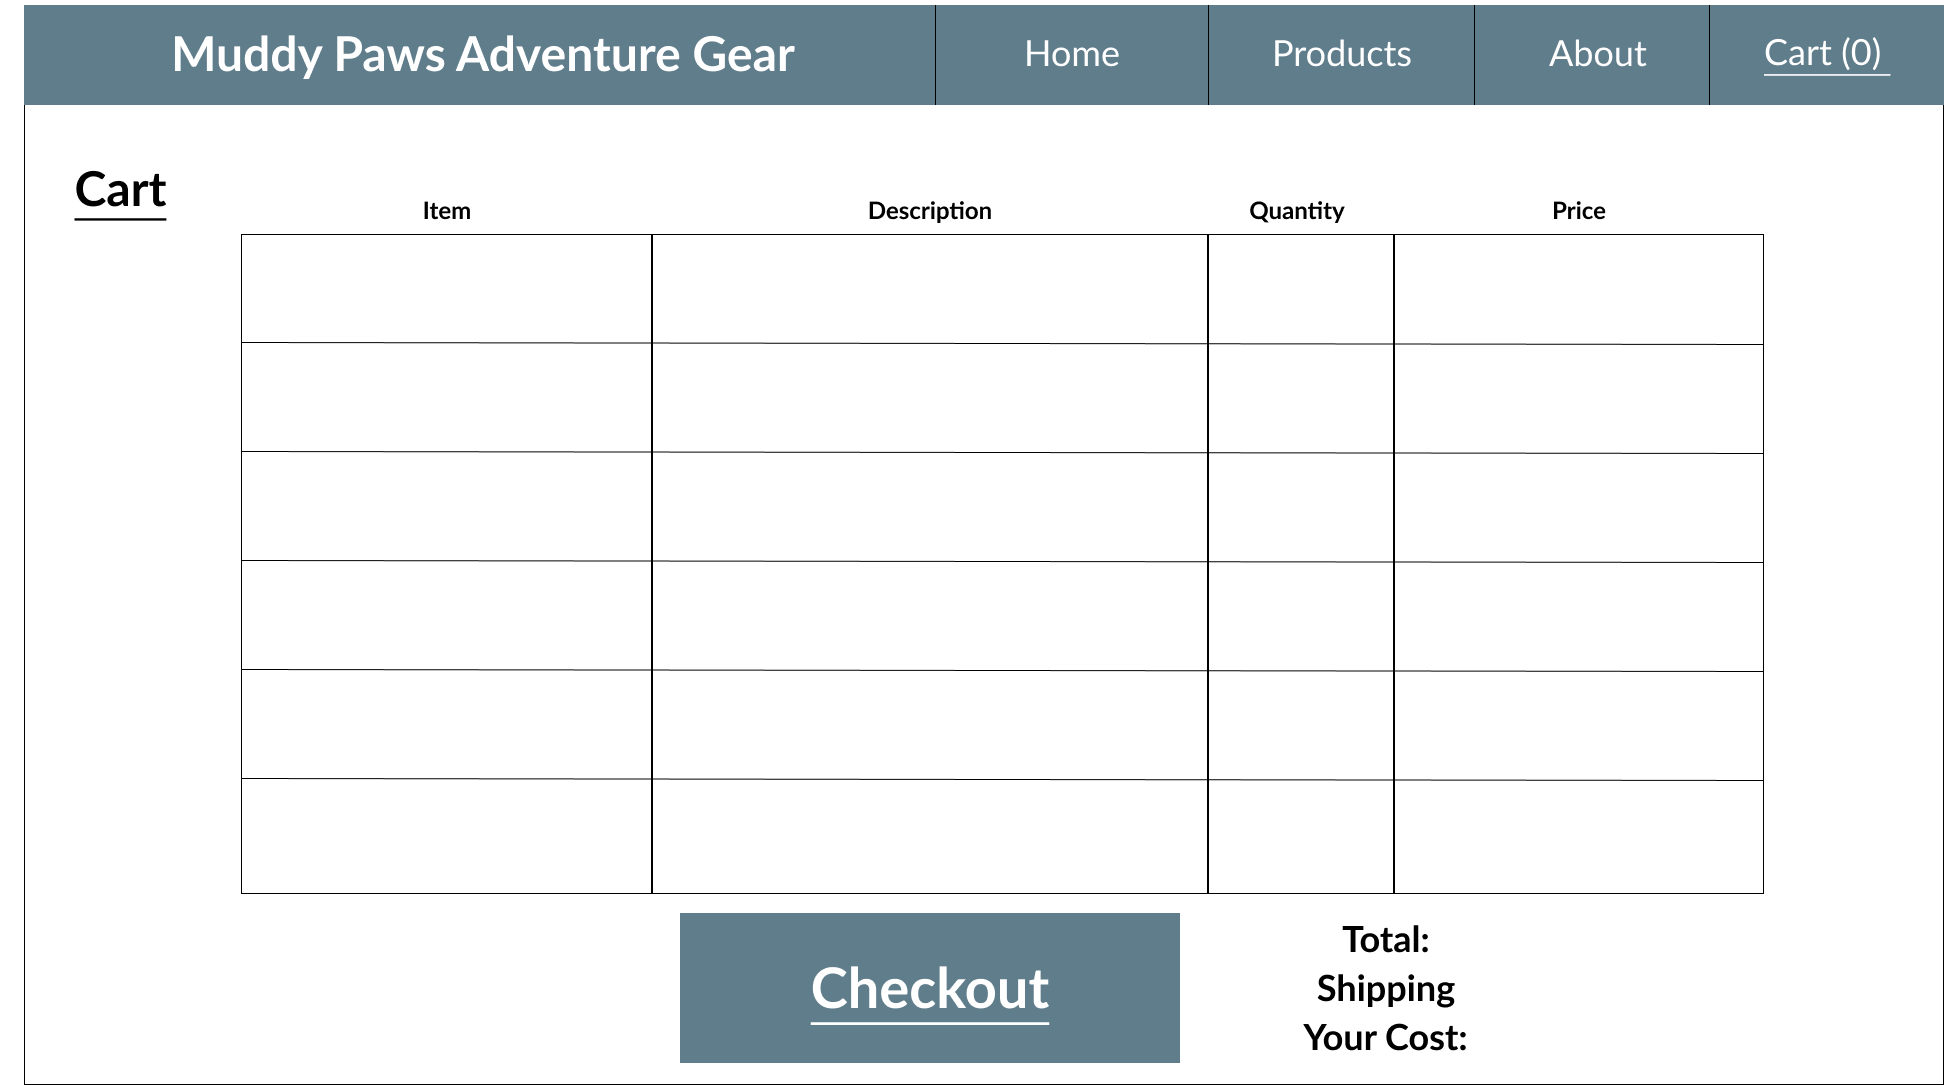 Muddy Paws Adventure Gear Home Products About Cart (0)
Cart
Item Description Quantity Price
Checkout
Total:
Shipping
Your Cost: